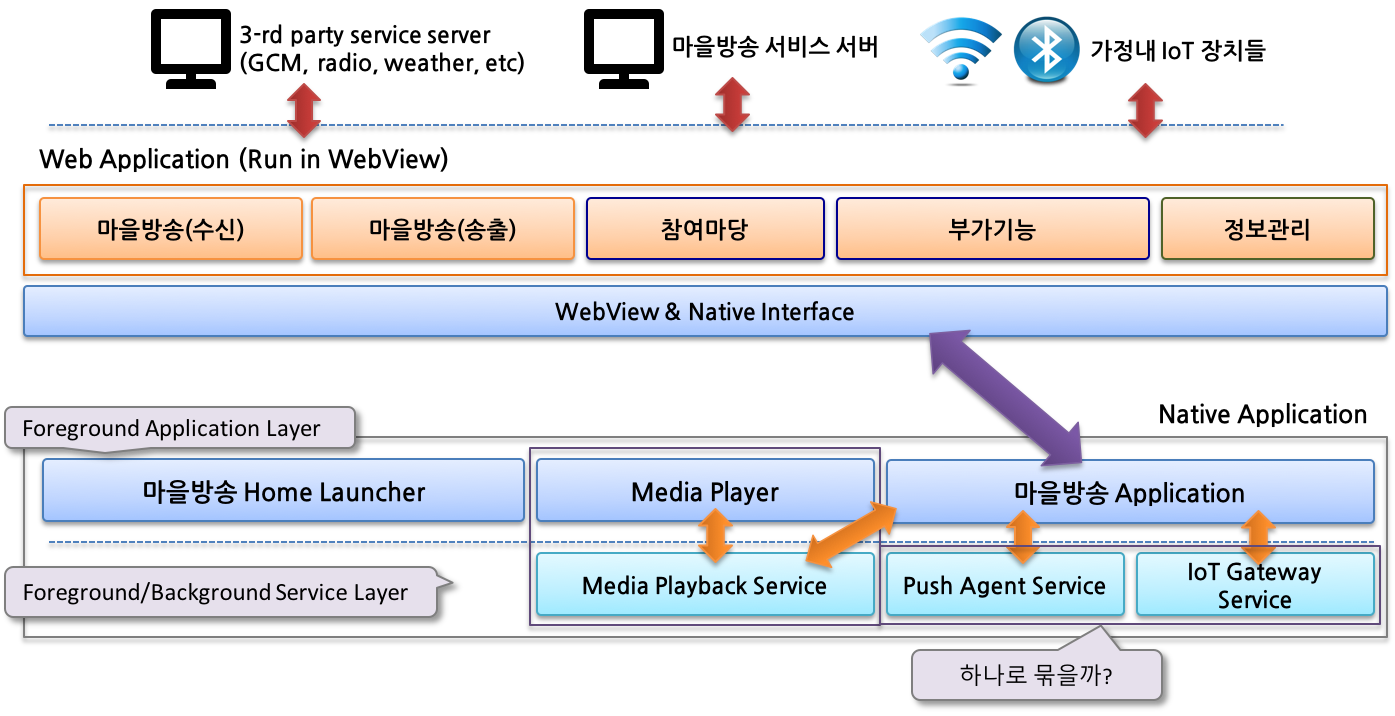 3-rd party service server
(GCM, radio, weather, etc)
마을방송 서비스 서버
가정내 IoT 장치들
Web Application (Run in WebView)
마을방송(수신)
마을방송(송출)
참여마당
부가기능
정보관리
WebView & Native Interface
Native Application
Foreground Application Layer
마을방송 Home Launcher
Media Player
마을방송 Application
Foreground/Background Service Layer
Media Playback Service
Push Agent Service
IoT Gateway
Service
하나로 묶을까?